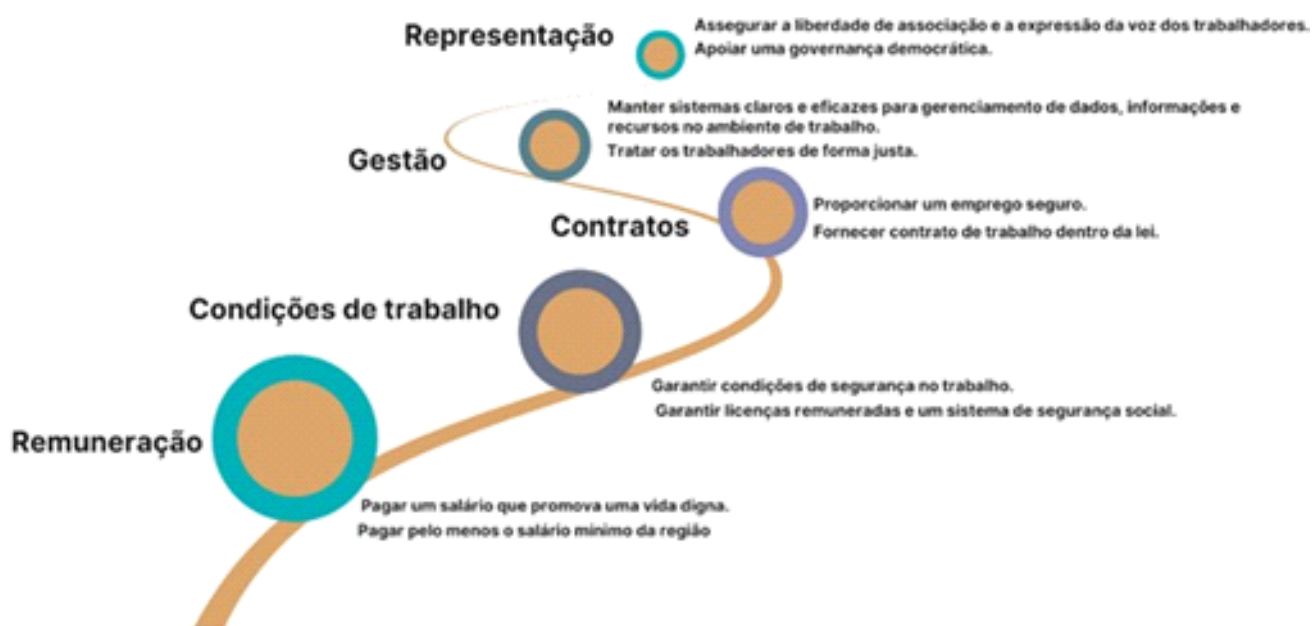 Representação
Assegurar a liberdade de associação e a expressão da voz dos trabalhadores.
Apoiar uma governança democrática.
Gestão
Manter sistemas claros e eficazes para gerenciamento de dados, informações e
recursos no ambiente de trabalho.
Tratar os trabalhadores de forma justa.
Contratos
Proporcionar um emprego seguro.
Fornecer contrato de trabalho dentro da lei.
Condições de trabalho
Garantir condições de segurança no trabalho.
Garantir licenças remuneradas e um sistema de segurança social.
Remuneração
Pagar um salário que promova uma vida digna.
Pagar pelo menos o salário mínimo da região